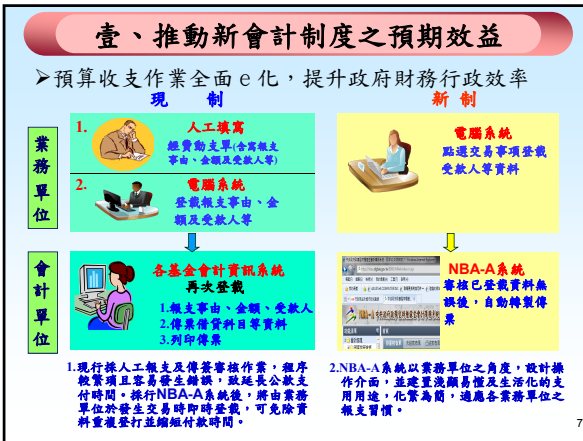 壹、推動新會計制度之預期效益
➢預算收支作業全面e化，提升政府財務行政效率
現 制
新 制
業務單位
1. 人工填寫
經費動支單(含寫報支
事由、金額及受款人等)
2. 電腦系統
登載報支事由、金
額及受款人等
電腦系統
點選交易事項登載
受款人等資料
會計單位
各基金會計資訊系統
再次登載
1.報支事由、金額、受款人
2.傳票借貸科目等資料
3.列印傳票
NBA-A系統
審核已登載資料無
誤後，自動轉製傳
票
1.現行採人工報支及傳簽審核作業，程序
較繁瑣且容易發生錯誤，致延長公款支
付時間。採行NBA-A系統後，將由業務
單位於發生交易時即時登載，可免除資
料重複登打並縮短付款時間。
2.NBA-A系統以業務單位之角度，設計操
作介面，並建置淺顯易懂及生活化的支
用用途，化繁為簡，適應各業務單位之
報支習慣。
7